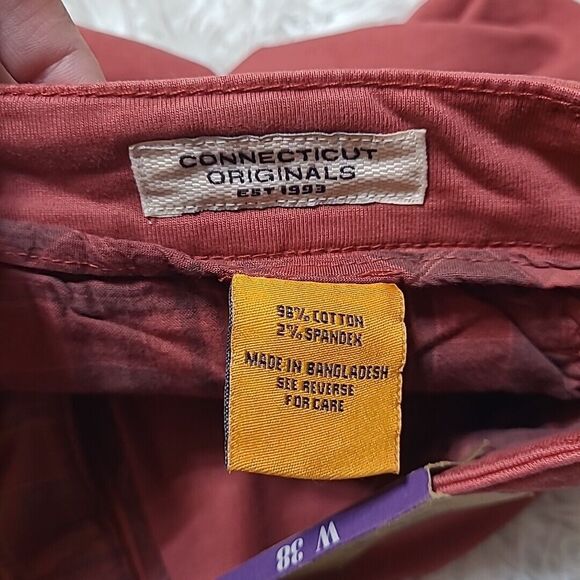 CONNECTICUT
ORIGINALS
EST 1993
98% COTTON
2% SPANDEX
MADE IN BANGLADESH
SEE REVERSE
FOR CARE
W 38